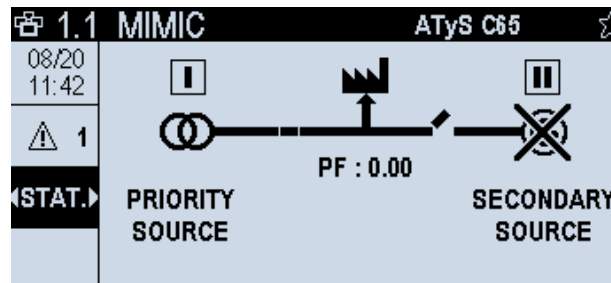 1.1 MIMIC ATyS C65
08/20
11:42
I II
1
PF : 0.00
STAT.
PRIORITY SECONDARY
SOURCE SOURCE